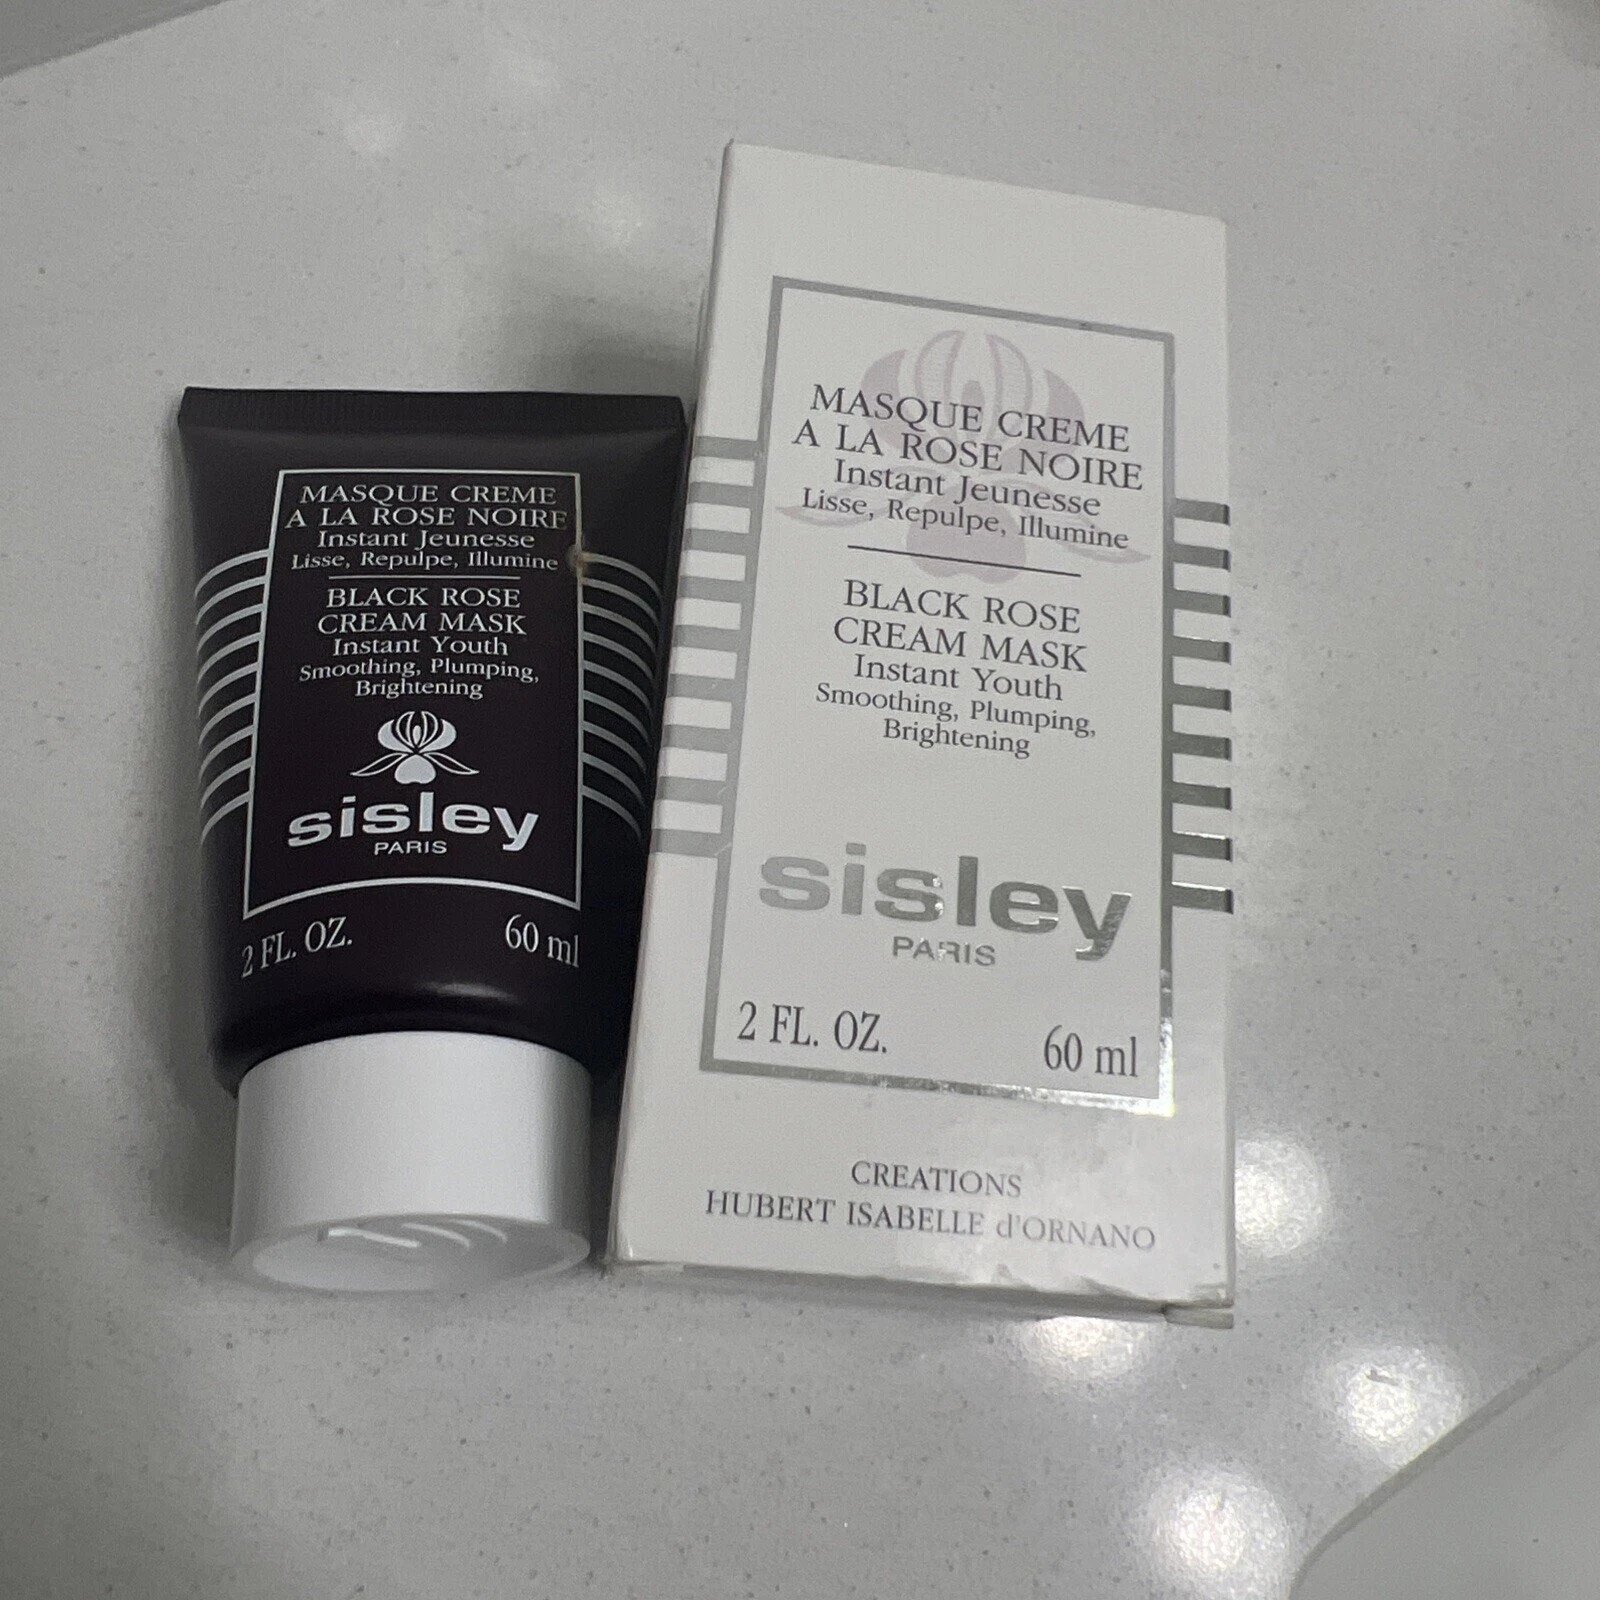 MASQUE CREME
A LA ROSE NOIRE
Instant Jeunesse
Lisse, Repulpe, Illumine
BLACK ROSE
CREAM MASK
Instant Youth
Smoothing, Plumping,
Brightening
sisley
PARIS
2 FL. OZ. 60 ml
MASQUE CREME
A LA ROSE NOIRE
Instant Jeunesse
Lisse, Repulpe, Illumine
BLACK ROSE
CREAM MASK
Instant Youth
Smoothing, Plumping,
Brightening
sisley
PARIS
2 FL. OZ. 60 ml
CREATIONS
HUBERT ISABELLE d'ORNANO